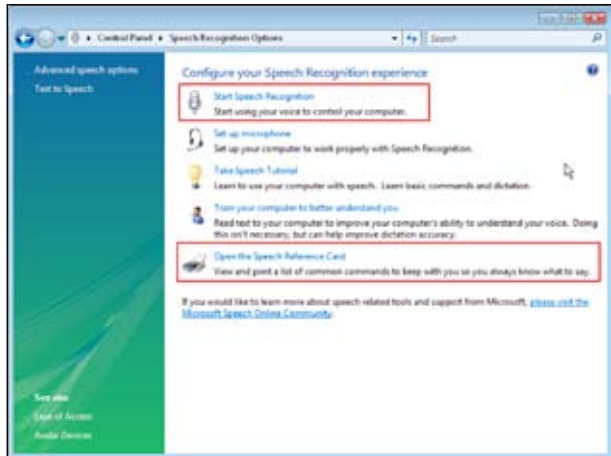 Control Panel ▸ Speech Recognition Options
Search
Advanced speech options
Text to Speech
Configure your Speech Recognition experience
Start Speech Recognition
Start using your voice to control your computer.
Set up microphone
Set up your computer to work properly with Speech Recognition.
Take Speech Tutorial
Learn to use your computer with speech. Learn basic commands and dictation.
Train your computer to better understand you
Read text to your computer to improve your computer's ability to understand your voice. Doing
this isn't necessary, but can help improve dictation accuracy.
Open the Speech Reference Card
View and print a list of common commands to keep with you so you always know what to say.
If you would like to learn more about speech related tools and support from Microsoft, please visit the
Microsoft Speech Online Community.
See also
Ease of Access
Audio Devices